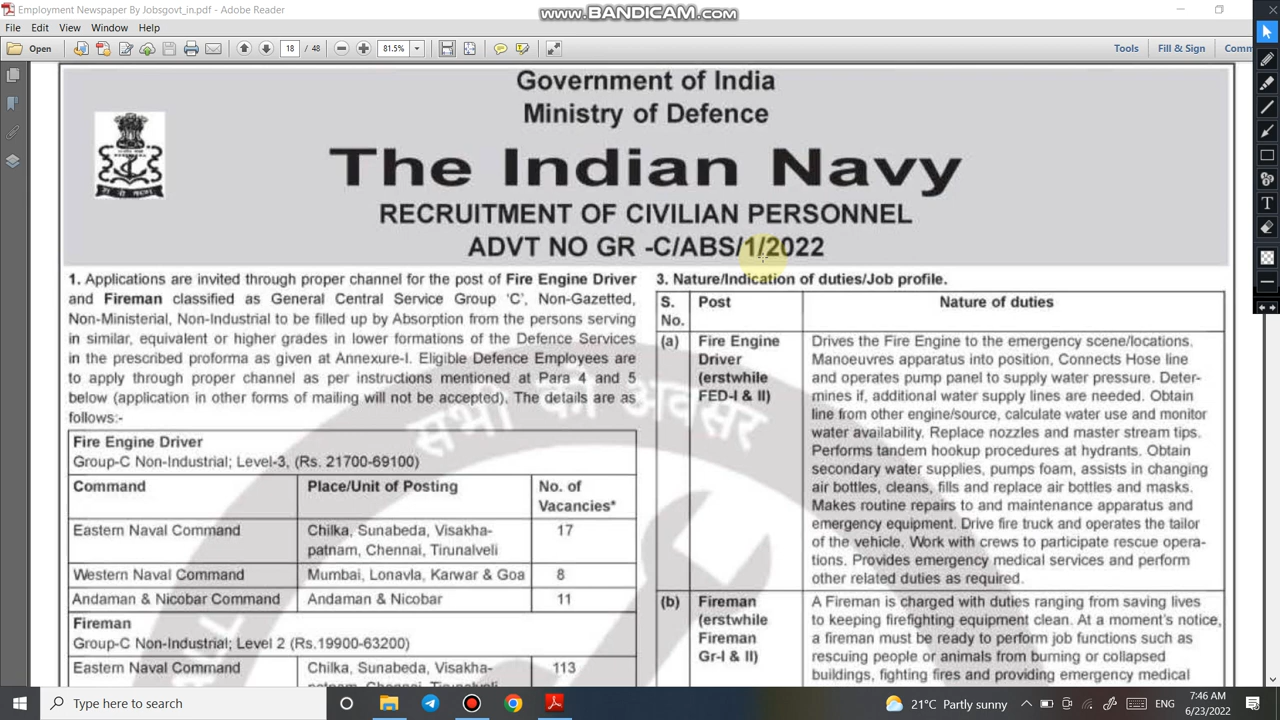 Employment Newspaper By Jobsgovt_in.pdf - Adobe Reader
www.BANDICAM.com
File Edit View Window Help
Open 18 / 48 81.5% Tools Fill & Sign Comm
Government of India
Ministry of Defence
The Indian Navy
RECRUITMENT OF CIVILIAN PERSONNEL
ADVT NO GR -C/ABS/1/2022
1. Applications are invited through proper channel for the post of Fire Engine Driver
and Fireman classified as General Central Service Group ‘C’, Non-Gazetted,
Non-Ministerial, Non-Industrial to be filled up by Absorption from the persons serving
in similar, equivalent or higher grades in lower formations of the Defence Services
in the prescribed proforma as given at Annexure-I. Eligible Defence Employees are
to apply through proper channel as per instructions mentioned at Para 4 and 5
below (application in other forms of mailing will not be accepted). The details are as
follows:-
Fire Engine Driver
Group-C Non-Industrial; Level-3, (Rs. 21700-69100)
Command Place/Unit of Posting No. of
Vacancies*
Eastern Naval Command Chilka, Sunabeda, Visakha- 17
patnam, Chennai, Tirunalveli
Western Naval Command Mumbai, Lonavla, Karwar & Goa 8
Andaman & Nicobar Command Andaman & Nicobar 11
Fireman
Group-C Non-Industrial; Level 2 (Rs.19900-63200)
Eastern Naval Command Chilka, Sunabeda, Visakha- 113
3. Nature/Indication of duties/Job profile.
S. Post Nature of duties
No.
(a) Fire Engine Drives the Fire Engine to the emergency scene/locations.
Driver Manoeuvres apparatus into position, Connects Hose line
(erstwhile and operates pump panel to supply water pressure. Deter-
FED-I & II) mines if, additional water supply lines are needed. Obtain
line from other engine/source, calculate water use and monitor
water availability. Replace nozzles and master stream tips.
Performs tandem hookup procedures at hydrants. Obtain
secondary water supplies, pumps foam, assists in changing
air bottles, cleans, fills and replace air bottles and masks.
Makes routine repairs to and maintenance apparatus and
emergency equipment. Drive fire truck and operates the tailor
of the vehicle. Work with crews to participate rescue opera-
tions. Provides emergency medical services and perform
other related duties as required.
(b) Fireman A Fireman is charged with duties ranging from saving lives
(erstwhile to keeping firefighting equipment clean. At a moment’s notice,
Fireman a fireman must be ready to perform job functions such as
Gr-I & II) rescuing people or animals from burning or collapsed
buildings, fighting fires and providing emergency medical
सभी को अवसर
Type here to search
21°C Partly sunny ENG 7:46 AM
6/23/2022